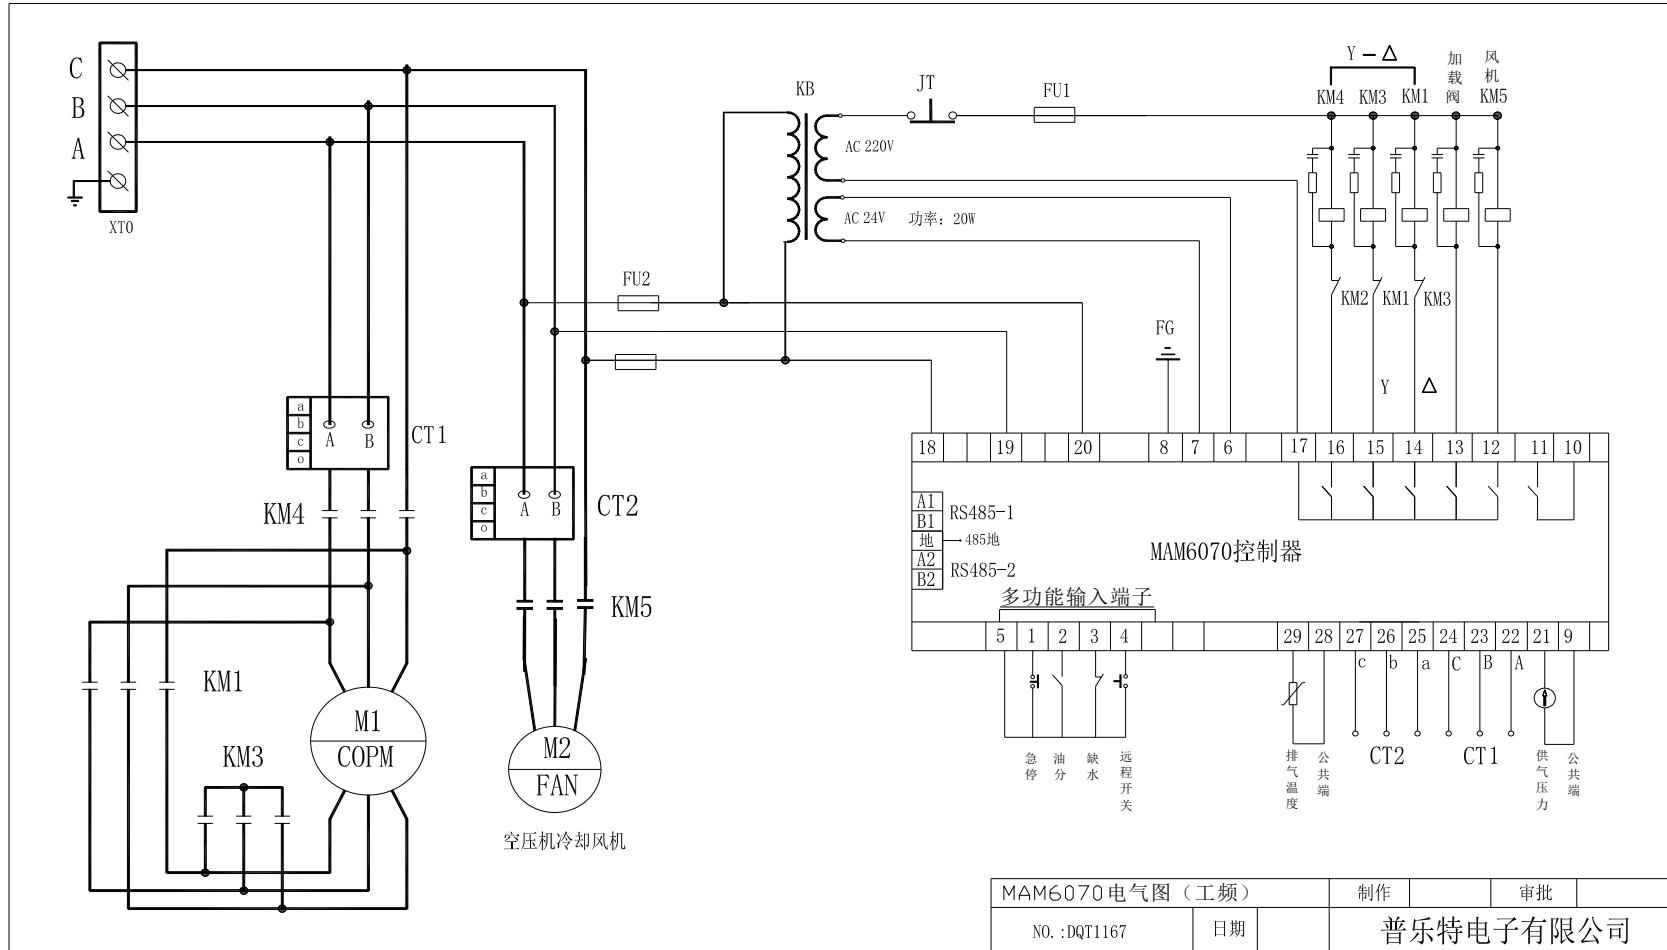 C
B
A
XTO
KB
JT
FU1
AC 220V
AC 24V
功率：20W
FU2
Y－△
KM4 KM3 KM1
加载阀
风机
KM5
KM2
KM1
KM3
FG
Y
△
a
b
c
o
A
B
CT1
a
b
c
o
A
B
CT2
KM4
KM5
KM1
KM3
M1
COPM
M2
FAN
空压机冷却风机
18 19 20 8 7 6 17 16 15 14 13 12 11 10
A1
B1
RS485-1
地
485地
A2
B2
RS485-2
MAM6070控制器
多功能输入端子
5 1 2 3 4 29 28 27 26 25 24 23 22 21 9
c b a C B A
急停
油分
缺水
远程开关
排气温度
公共端
CT2
CT1
供气压力
公共端
MAM6070电气图（工频）
制作
审批
NO.:DQT1167
日期
普乐特电子有限公司